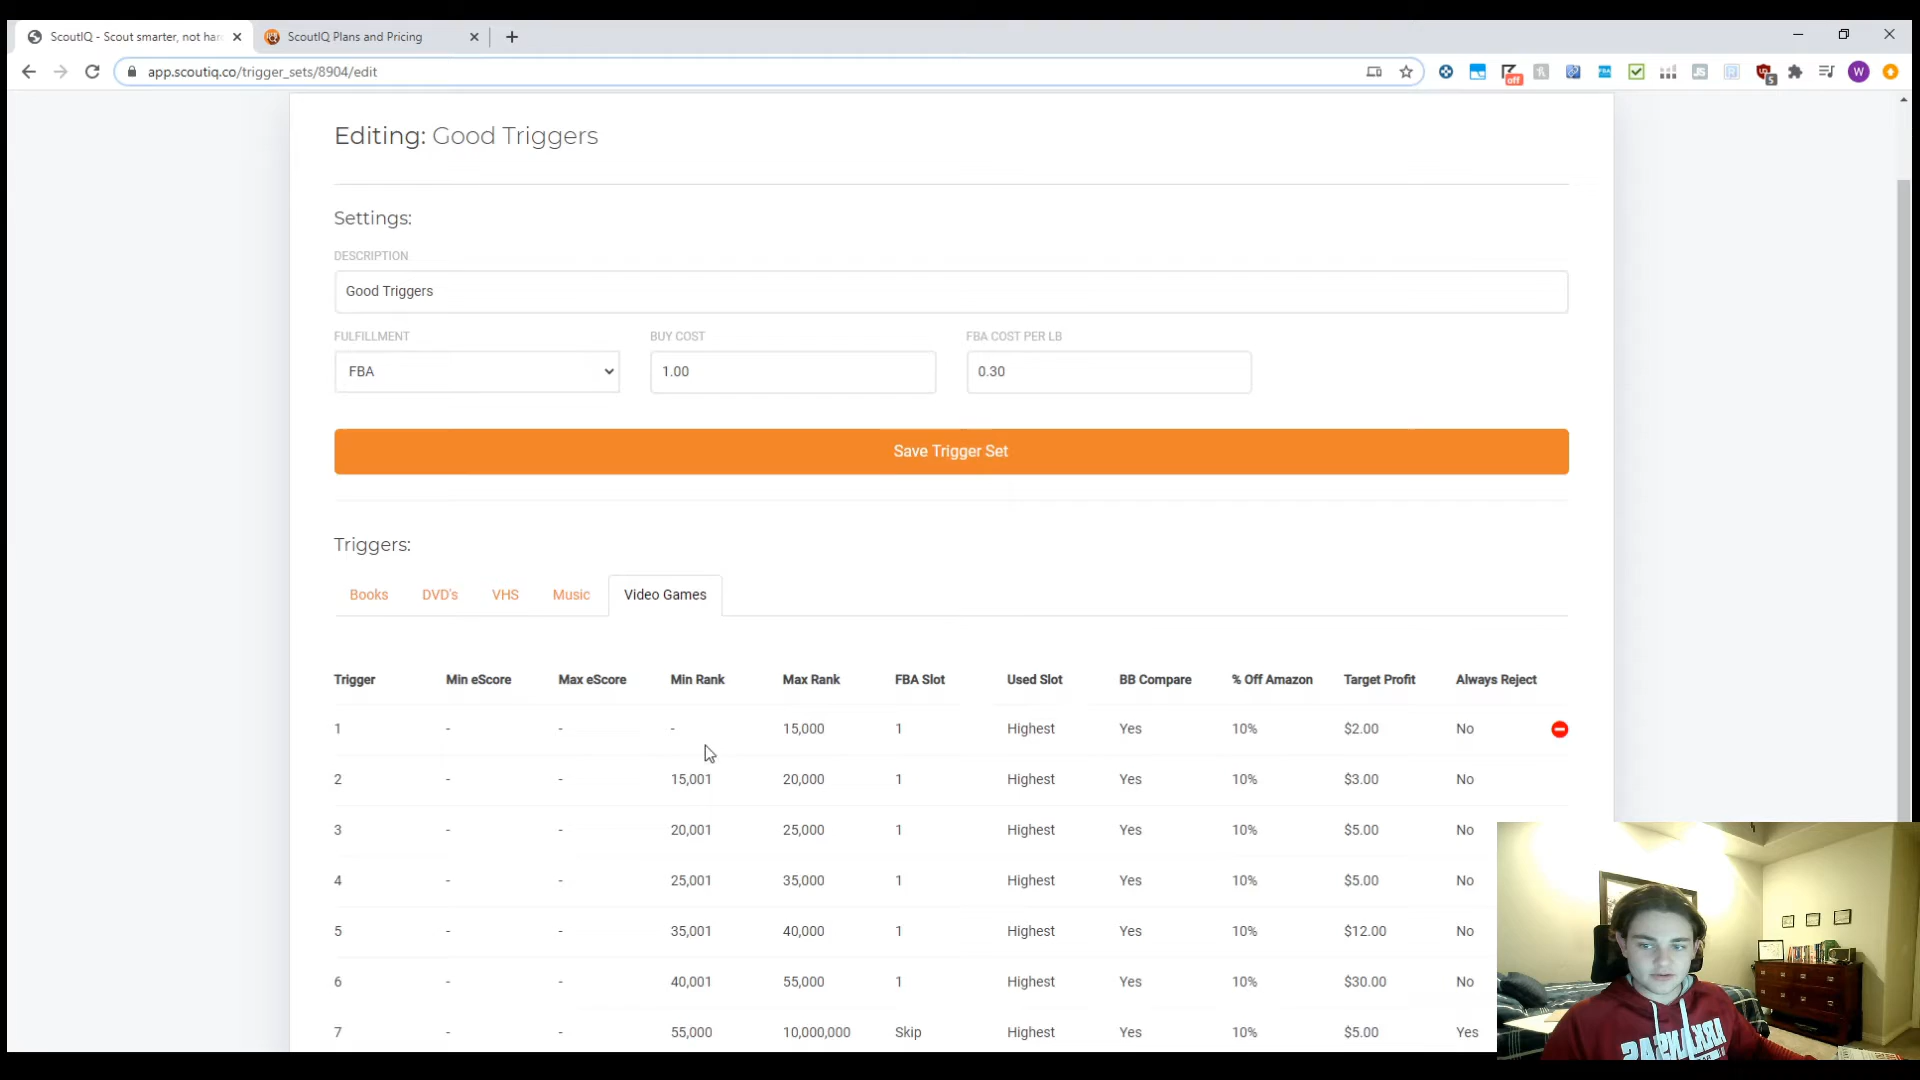 ScoutIQ - Scout smarter, not har
ScoutIQ Plans and Pricing
app.scoutiq.co/trigger_sets/8904/edit
off
JS
5
W
Editing: Good Triggers
Settings:
DESCRIPTION
Good Triggers
FULFILLMENT BUY COST FBA COST PER LB
FBA 1.00 0.30
Save Trigger Set
Triggers:
Books DVD's VHS Music Video Games
Trigger Min eScore Max eScore Min Rank Max Rank FBA Slot Used Slot BB Compare % Off Amazon Target Profit Always Reject
1 - - - 15,000 1 Highest Yes 10% $2.00 No
2 - - 15,001 20,000 1 Highest Yes 10% $3.00 No
3 - - 20,001 25,000 1 Highest Yes 10% $5.00 No
4 - - 25,001 35,000 1 Highest Yes 10% $5.00 No
5 - - 35,001 40,000 1 Highest Yes 10% $12.00 No
6 - - 40,001 55,000 1 Highest Yes 10% $30.00 No
7 - - 55,000 10,000,000 Skip Highest Yes 10% $5.00 Yes